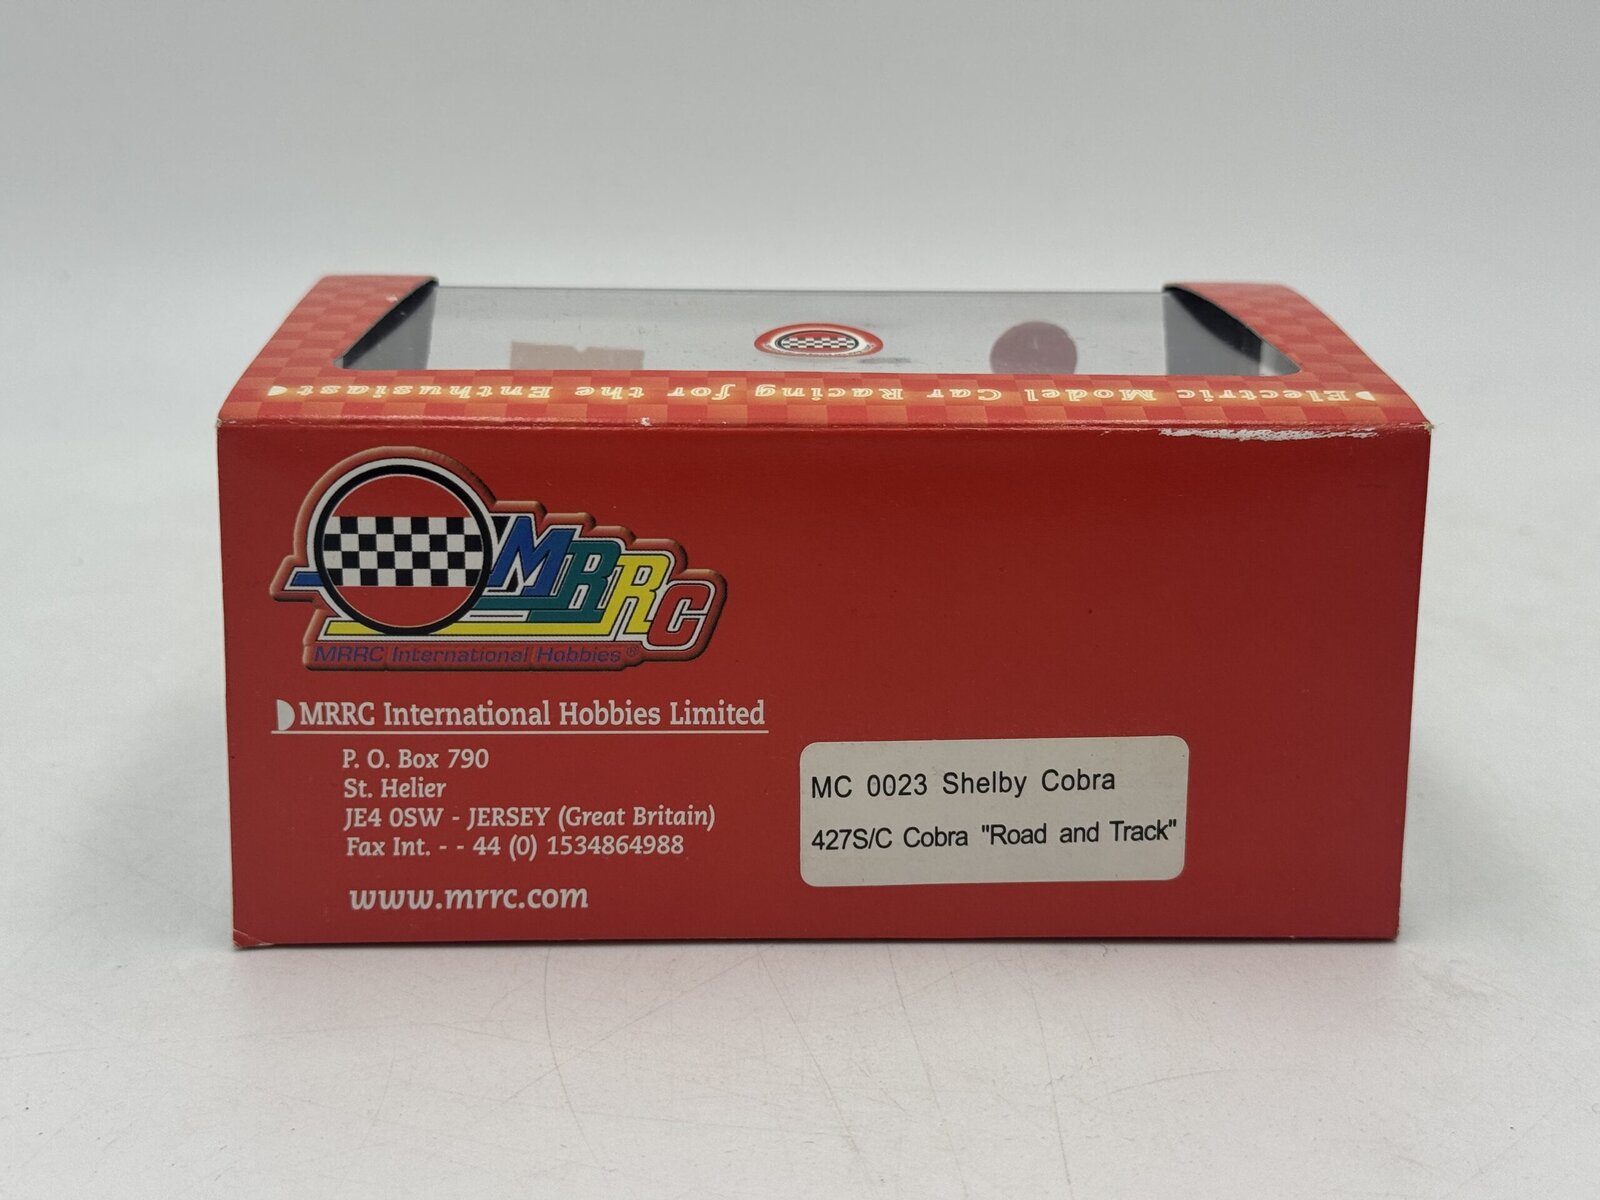 Electric Model Car Racing for the Enthusiast
MRRC
MRRC International Hobbies ®
MRRC International Hobbies Limited
P. O. Box 790
St. Helier
JE4 0SW - JERSEY (Great Britain)
Fax Int. - - 44 (0) 1534864988
www.mrrc.com
MC 0023 Shelby Cobra
427S/C Cobra "Road and Track"